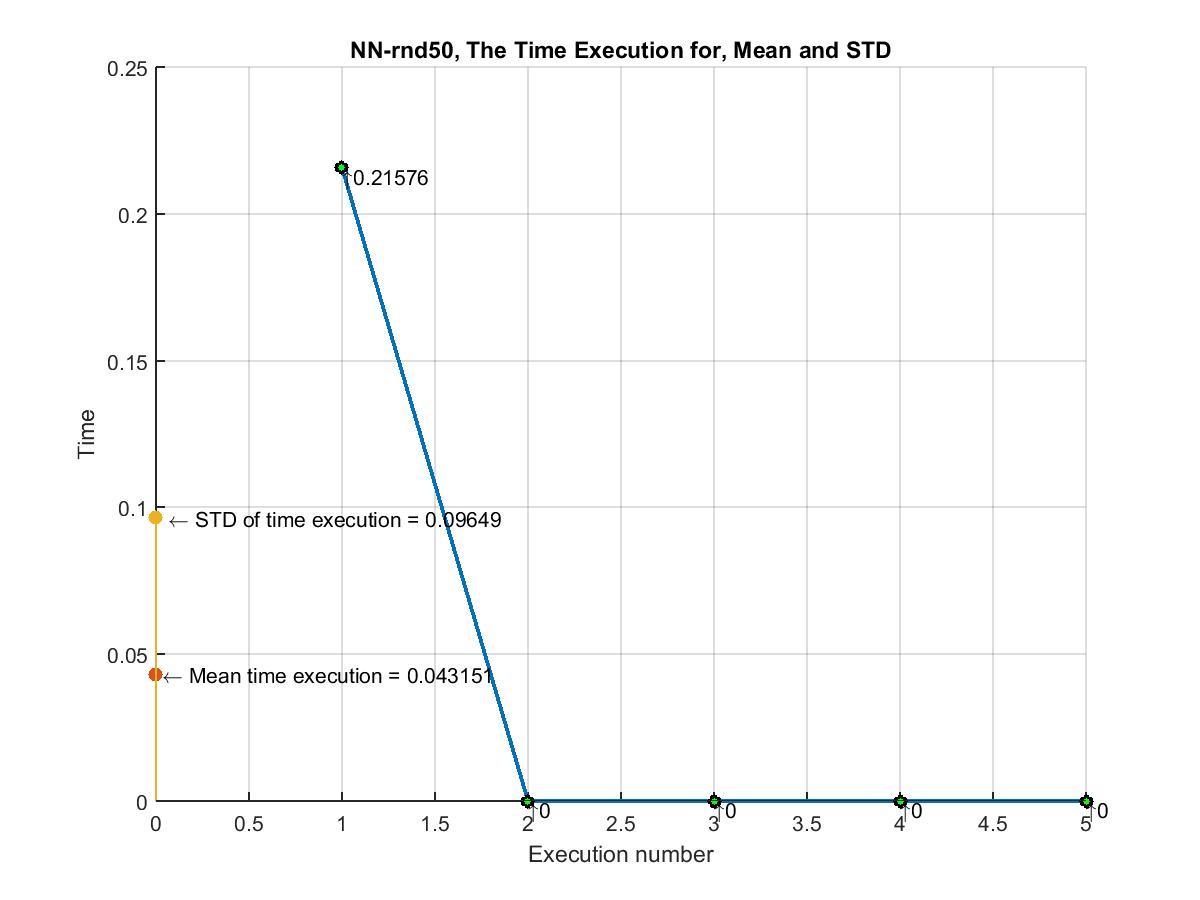 NN-rnd50, The Time Execution for, Mean and STD
0.25
0.21576
0.2
0.15
Time
0.1
← STD of time execution = 0.09649
0.05
← Mean time execution = 0.043151
0
0 0 0 0
0 0.5 1 1.5 2 2.5 3 3.5 4 4.5 5
Execution number